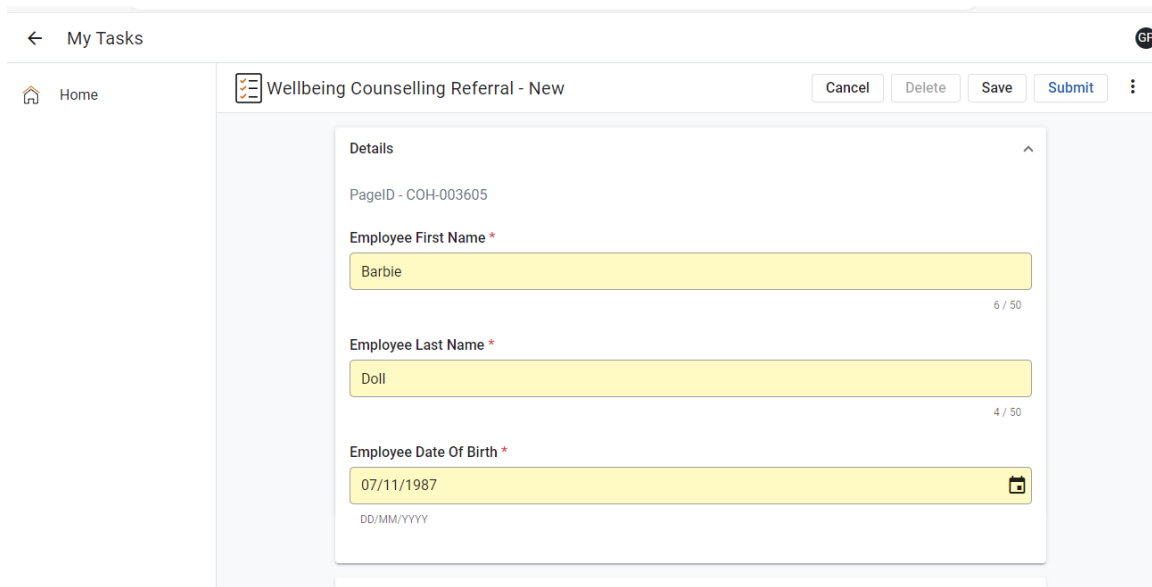 My Tasks
GP
Home
Wellbeing Counselling Referral - New
Cancel
Delete
Save
Submit
Details
PageID - COH-003605
Employee First Name *
Barbie
6 / 50
Employee Last Name *
Doll
4 / 50
Employee Date Of Birth *
07/11/1987
DD/MM/YYYY